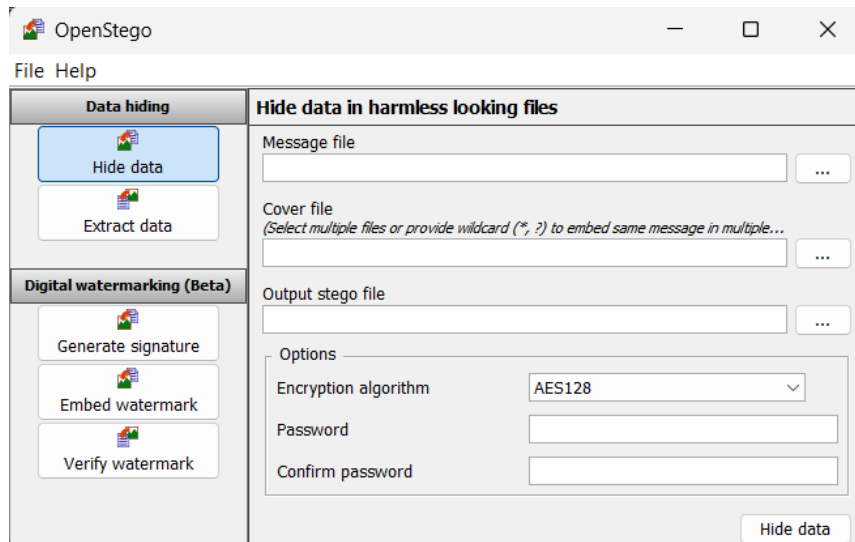 OpenStego
File Help
Data hiding
Hide data
Extract data
Digital watermarking (Beta)
Generate signature
Embed watermark
Verify watermark
Hide data in harmless looking files
Message file
...
Cover file
(Select multiple files or provide wildcard (*, ?) to embed same message in multiple...
...
Output stego file
...
Options
Encryption algorithm AES128
Password
Confirm password
Hide data